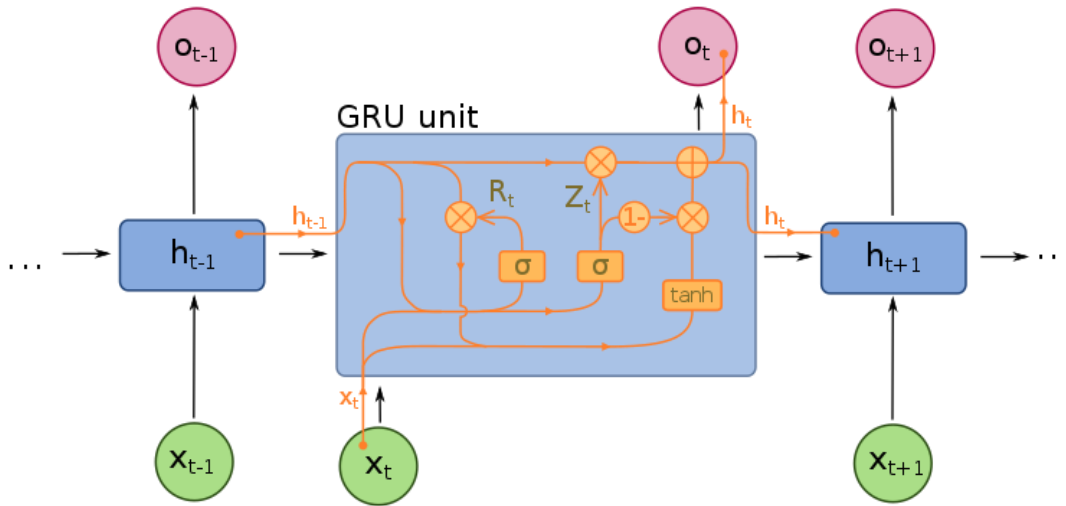 o_{t-1}
o_t
o_{t+1}
GRU unit
h_t
R_t
Z_t
h_{t-1}
1-
h_t
...
h_{t-1}
σ
σ
h_{t+1}
..
tanh
x_t
x_{t-1}
x_t
x_{t+1}